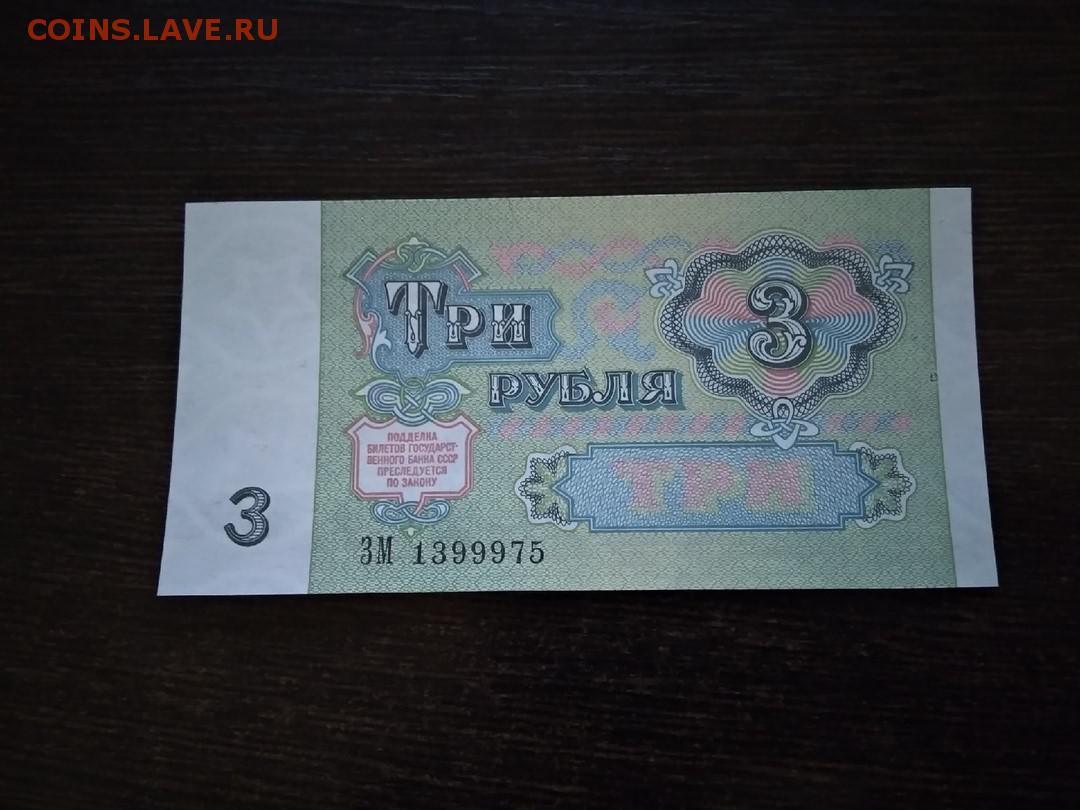 COINS.LAVE.RU
ТРИ
РУБЛЯ
3
ПОДДЕЛКА
БИЛЕТОВ ГОСУДАРСТ-
ВЕННОГО БАНКА СССР
ПРЕСЛЕДУЕТСЯ
ПО ЗАКОНУ
ТРИ
3
ЗМ 1399975